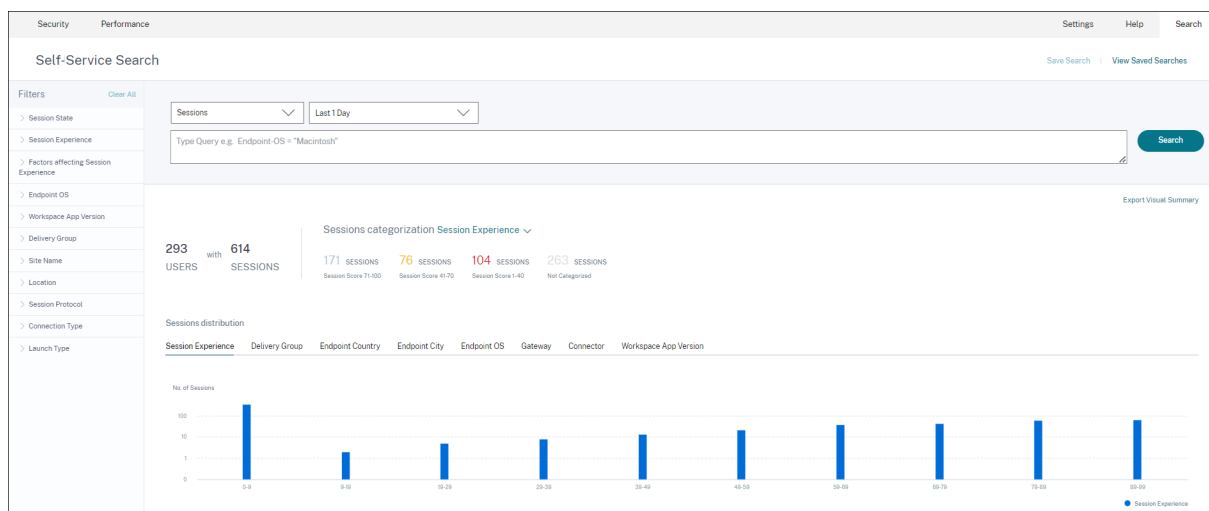 Security Performance Settings Help Search
Self-Service Search Save Search | View Saved Searches
Filters Clear All
Session State
Session Experience
Factors affecting Session
Experience
Endpoint OS
Workspace App Version
Delivery Group
Site Name
Location
Session Protocol
Connection Type
Launch Type
Sessions Last 1 Day
Type Query e.g. Endpoint-OS = "Macintosh"
Search
Export Visual Summary
293 with 614
USERS SESSIONS
Sessions categorization Session Experience
171 SESSIONS 76 SESSIONS 104 SESSIONS 263 SESSIONS
Session Score 71-100 Session Score 41-70 Session Score 1-40 Not Categorized
Sessions distribution
Session Experience Delivery Group Endpoint Country Endpoint City Endpoint OS Gateway Connector Workspace App Version
No. of Sessions
100
10
1
0
0-9 9-19 19-29 29-39 39-49 49-59 59-69 69-79 79-89 89-99
Session Experience